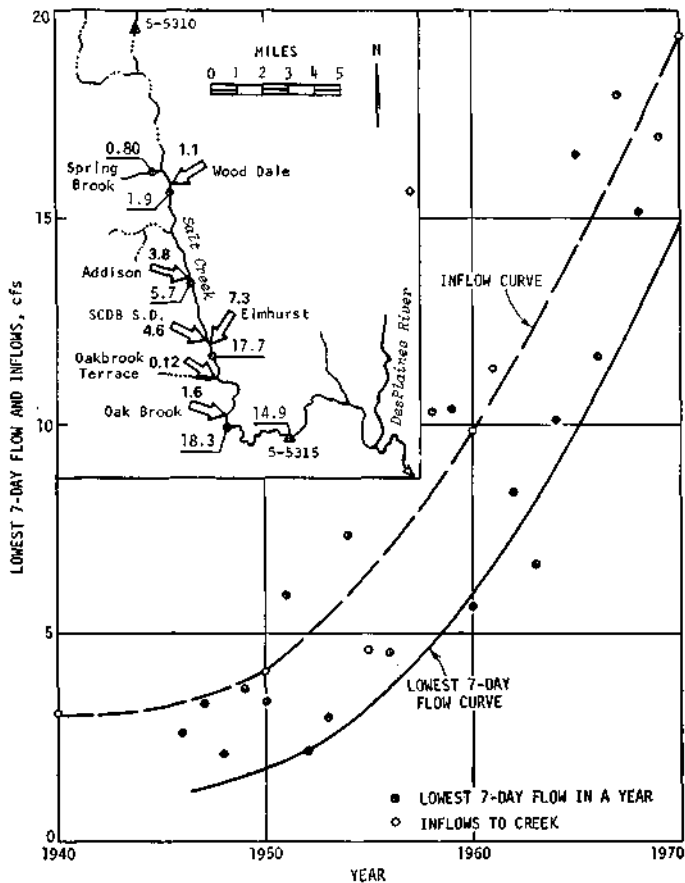 20
15
10
5
0
LOWEST 7-DAY FLOW AND INFLOWS, cfs
S-5310
MILES
0 1 2 3 4 5
N
0.80
1.1
Spring
Brook
Wood Dale
1.9
Salt Creek
3.8
Addison
5.7
7.3
SCDB S.D.
Elmhurst
4.6
17.7
Oakbrook
Terrace
0.12
1.6
Oak Brook
14.9
18.3
S-5315
DesPlaines River
INFLOW CURVE
LOWEST 7-DAY
FLOW CURVE
LOWEST 7-DAY FLOW IN A YEAR
INFLOWS TO CREEK
1940 1950 1960 1970
YEAR